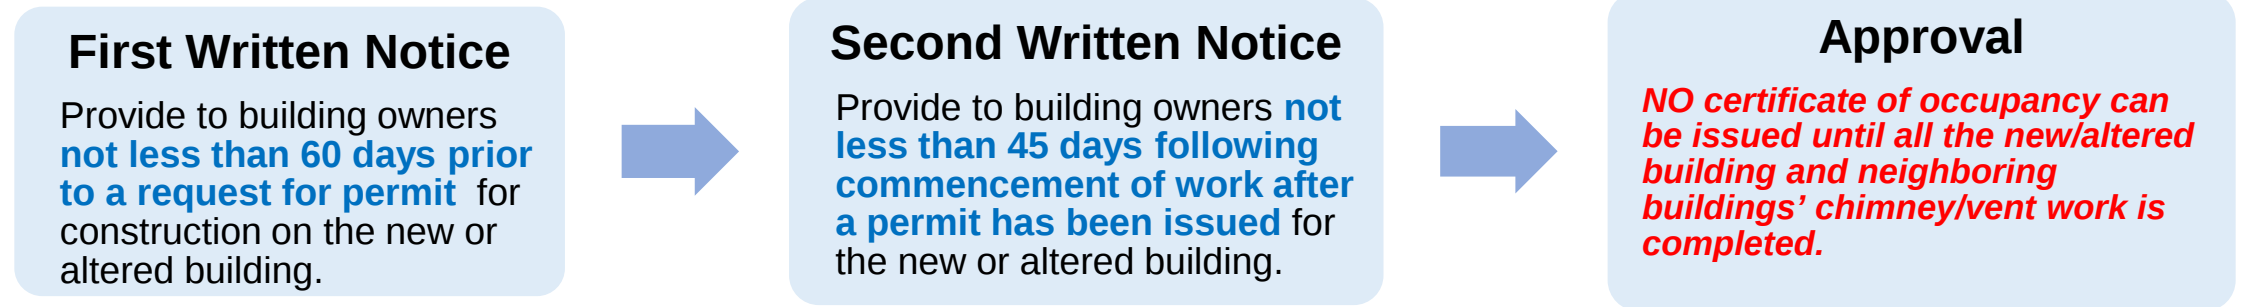 First Written Notice
Provide to building owners
not less than 60 days prior
to a request for permit for
construction on the new or
altered building.
Second Written Notice
Provide to building owners not
less than 45 days following
commencement of work after
a permit has been issued for
the new or altered building.
Approval
NO certificate of occupancy can
be issued until all the new/altered
building and neighboring
buildings’ chimney/vent work is
completed.